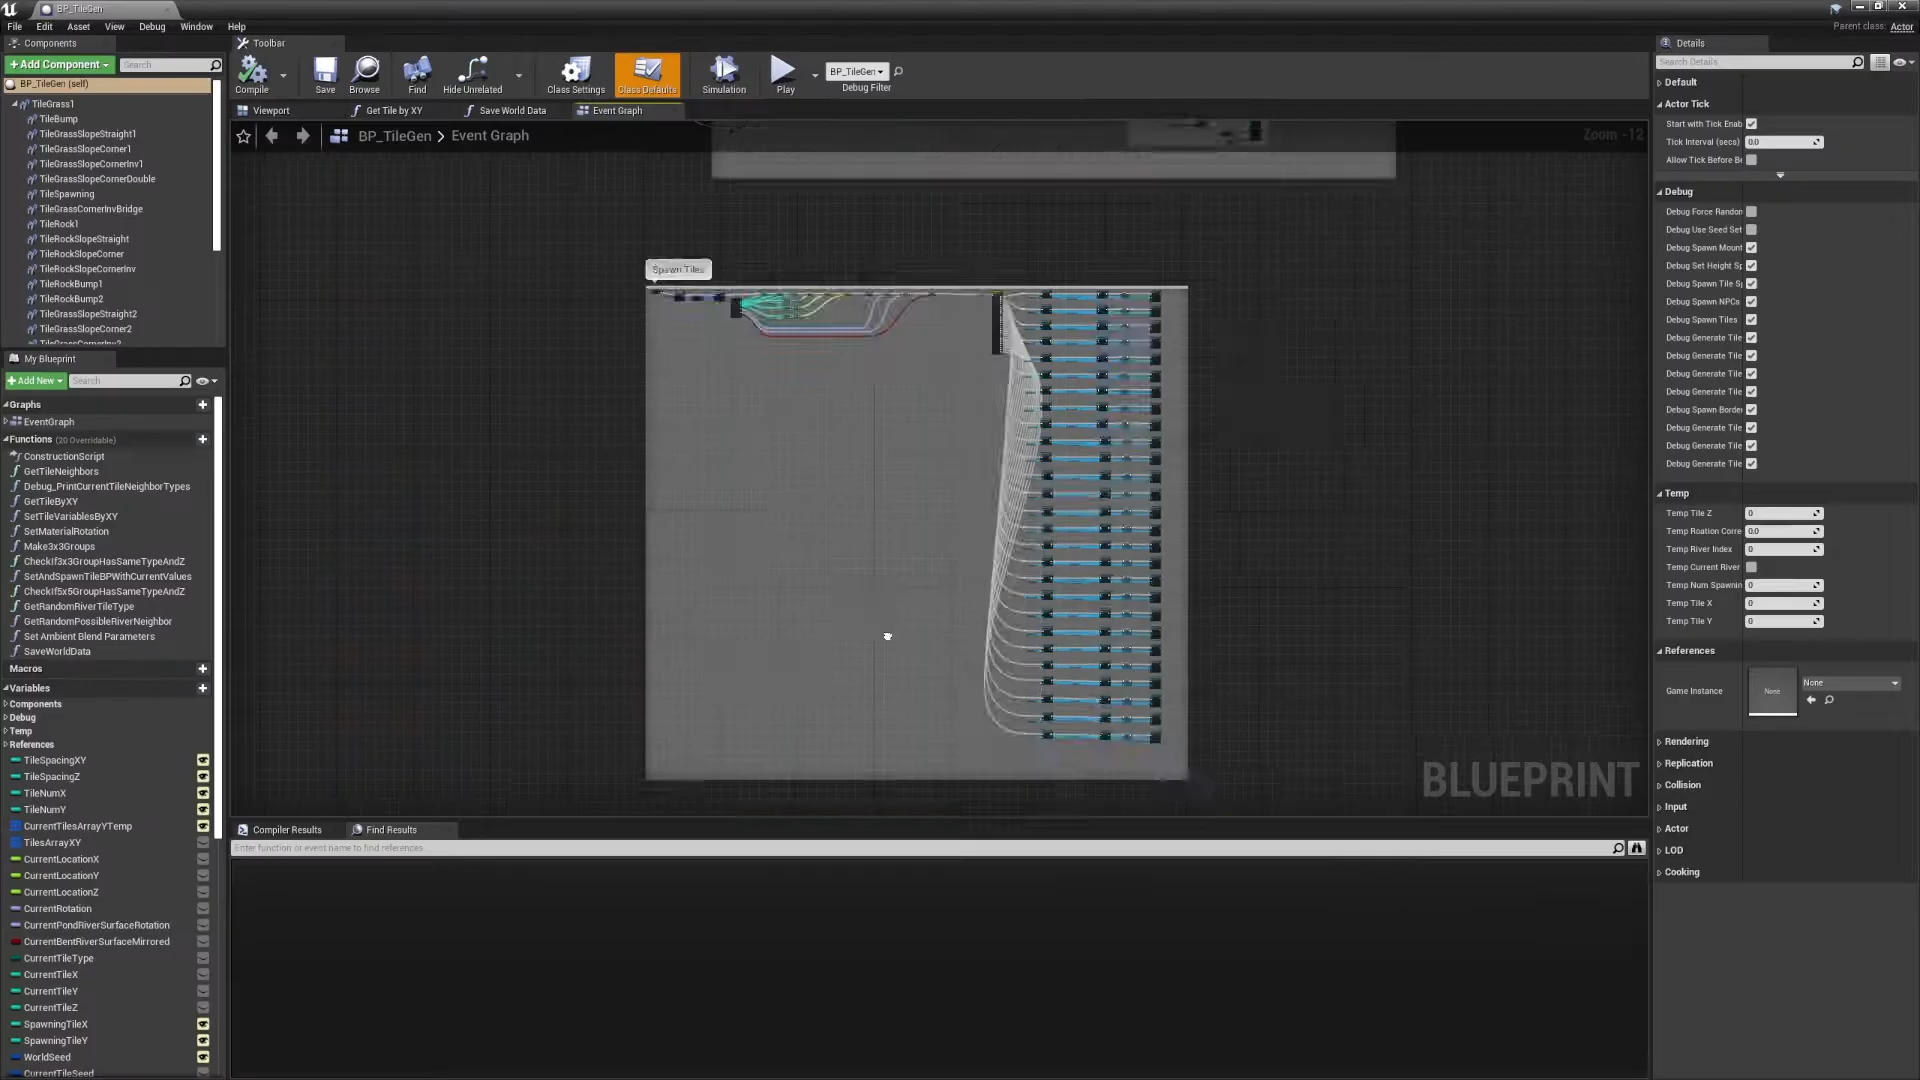 BP_TileGen
File Edit Asset View Debug Window Help
Parent class: Actor
Components
+ Add Component
Search
BP_TileGen (self)
TileGrass1
TileBump
TileGrassSlopeStraight1
TileGrassSlopeCorner1
TileGrassSlopeCornerInv1
TileGrassSlopeCornerDouble
TileSpawning
TileGrassCornerInvBridge
TileRock1
TileRockSlopeStraight
TileRockSlopeCorner
TileRockSlopeCornerInv
TileRockBump1
TileRockBump2
TileGrassSlopeStraight2
TileGrassSlopeCorner2
My Blueprint
+ Add New
Search
Graphs
EventGraph
Functions (20 Overridable)
ConstructionScript
GetTileNeighbors
Debug_PrintCurrentTileNeighborTypes
GetTileByXY
SetTileVariablesByXY
SetMaterialRotation
Make3x3Groups
CheckIf3x3GroupHasSameTypeAndZ
SetAndSpawnTileBPWithCurrentValues
CheckIf5x5GroupHasSameTypeAndZ
GetRandomRiverTileType
GetRandomPossibleRiverNeighbor
Set Ambient Blend Parameters
SaveWorldData
Macros
Variables
Components
Debug
Temp
References
TileSpacingXY
TileSpacingZ
TileNumX
TileNumY
CurrentTilesArrayYTemp
TilesArrayXY
CurrentLocationX
CurrentLocationY
CurrentLocationZ
CurrentRotation
CurrentPondRiverSurfaceRotation
CurrentBentRiverSurfaceMirrored
CurrentTileType
CurrentTileX
CurrentTileY
CurrentTileZ
SpawningTileX
SpawningTileY
WorldSeed
CurrentTileSeed
Toolbar
Compile
Save
Browse
Find
Hide Unrelated
Class Settings
Class Defaults
Simulation
Play
BP_TileGen
Debug Filter
Viewport
Get Tile by XY
Save World Data
Event Graph
BP_TileGen > Event Graph
Zoom -12
Spawn Tiles
BLUEPRINT
Compiler Results
Find Results
Enter function or event name to find references...
Details
Search Details
Default
Actor Tick
Start with Tick Enab
Tick Interval (secs) 0.0
Allow Tick Before Be
Debug
Debug Force Randon
Debug Use Seed Set
Debug Spawn Mount
Debug Set Height Sp
Debug Spawn Tile S
Debug Spawn NPCs
Debug Spawn Tiles
Debug Generate Tile
Debug Generate Tile
Debug Generate Tile
Debug Generate Tile
Debug Spawn Border
Debug Generate Tile
Debug Generate Tile
Debug Generate Tile
Temp
Temp Tile Z 0
Temp Roation Corre 0.0
Temp River Index 0
Temp Current River
Temp Num Spawnin 0
Temp Tile X 0
Temp Tile Y 0
References
Game Instance
None
None
Rendering
Replication
Collision
Input
Actor
LOD
Cooking